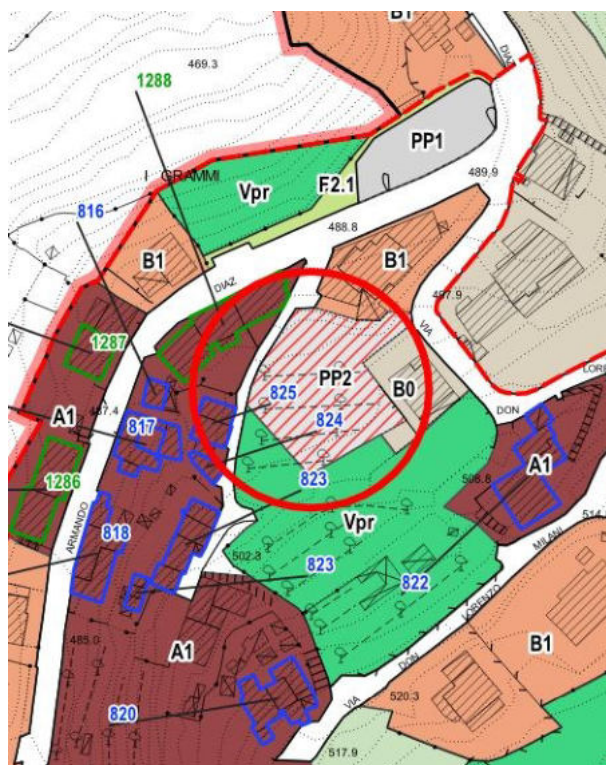 B1
DIAZ
469.3
1288
PP1
I GRAMMI
Vpr
F2.1
489.9
816
488.8
B1
B1
DIAZ
487.9
VIA
1287
PP2
825
B0
LORE
A1
487.4
817
824
DON
1286
823
A1
508.8
514.
ARMANDO
818
502.3
Vpr
MILANI
823
822
LORENZO
A1
485.0
B1
DON
820
VIA
520.3
517.9